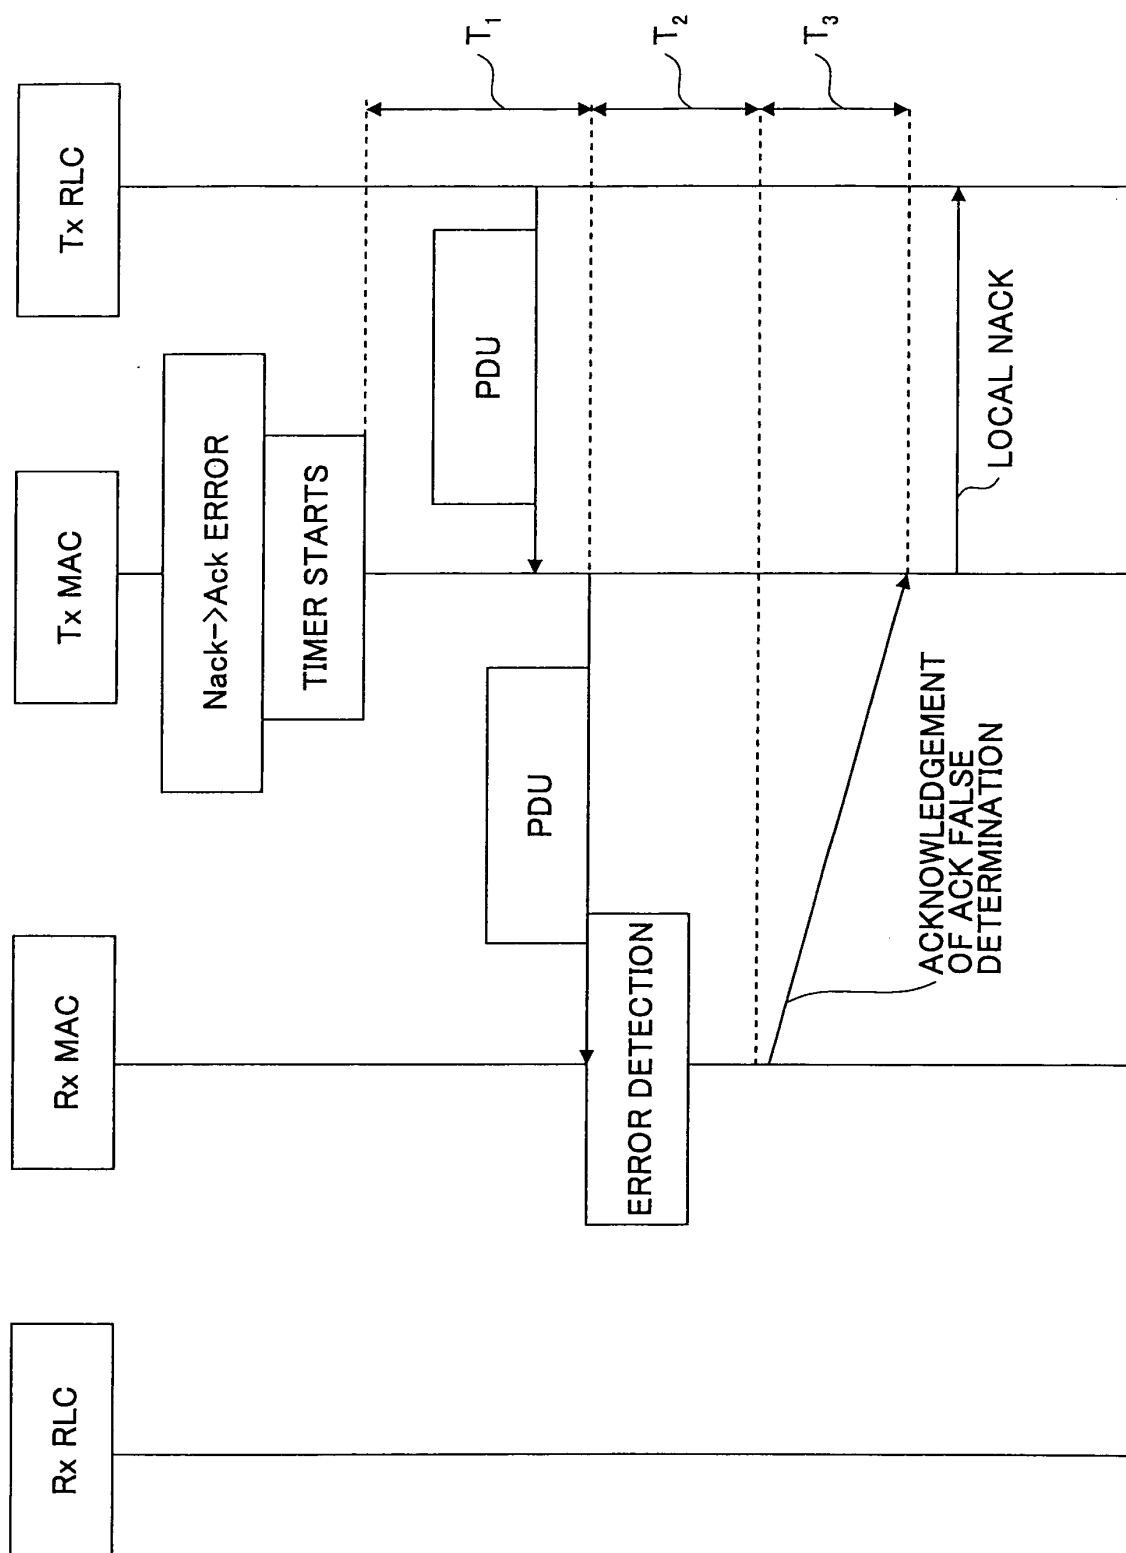 Rx RLC
Rx MAC
Tx MAC
Tx RLC
Nack->Ack ERROR
TIMER STARTS
T1
PDU
PDU
ERROR DETECTION
T2
T3
ACKNOWLEDGEMENT
OF ACK FALSE
DETERMINATION
LOCAL NACK